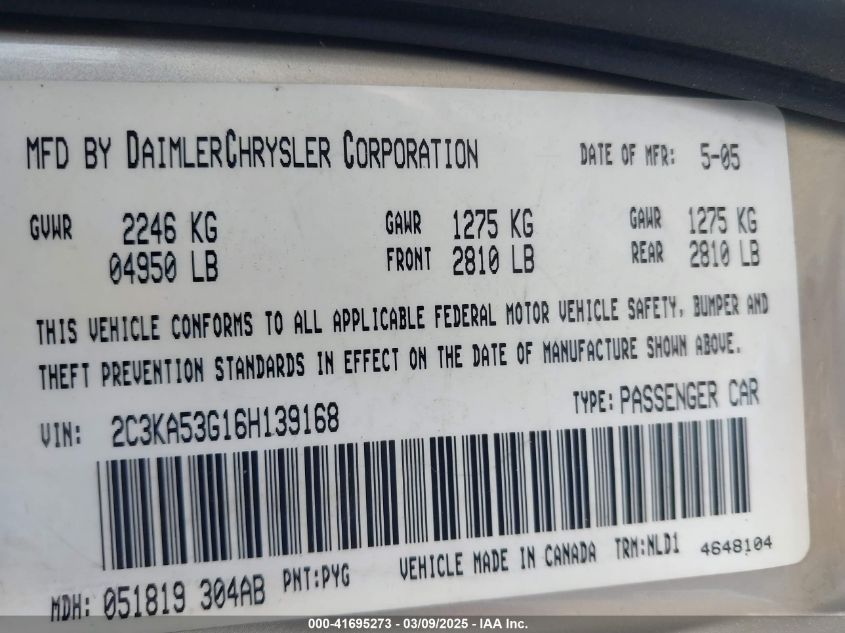 MFD BY DAIMLERCHRYSLER CORPORATION DATE OF MFR: 5-05
GVWR 2246 KG GAWR 1275 KG GAWR 1275 KG
04950 LB FRONT 2810 LB REAR 2810 LB
THIS VEHICLE CONFORMS TO ALL APPLICABLE FEDERAL MOTOR VEHICLE SAFETY, BUMPER AND
THEFT PREVENTION STANDARDS IN EFFECT ON THE DATE OF MANUFACTURE SHOWN ABOVE.
VIN: 2C3KA53G16H139168 TYPE: PASSENGER CAR
MDH: 051819 304AB PNT:PYG VEHICLE MADE IN CANADA TRM:NLD1 4648104
000-41695273 - 03/09/2025 - IAA Inc.